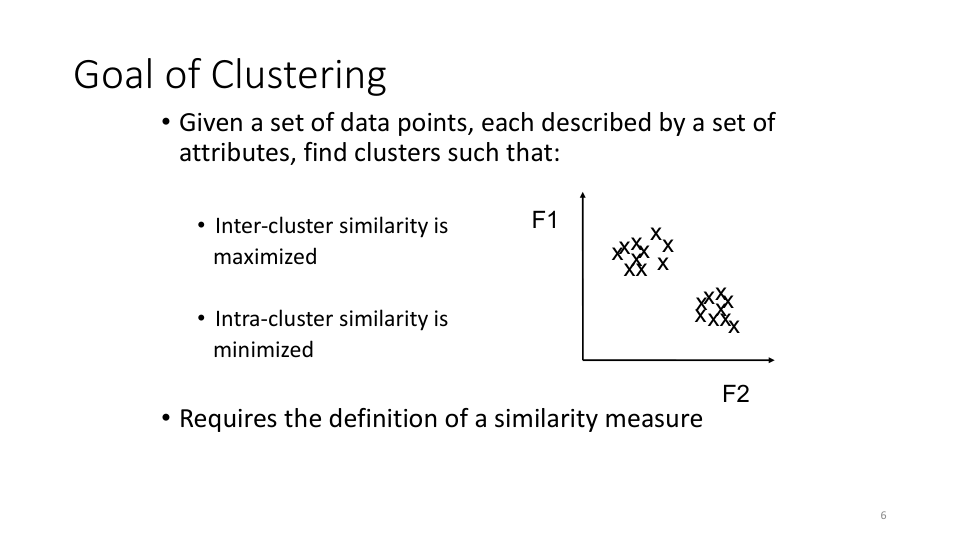 Goal of Clustering
• Given a set of data points, each described by a set of
attributes, find clusters such that:
• Inter-cluster similarity is
maximized
• Intra-cluster similarity is
minimized
F1
x x x x x x x x x x x
x x x x x x x x x x
F2
• Requires the definition of a similarity measure
6